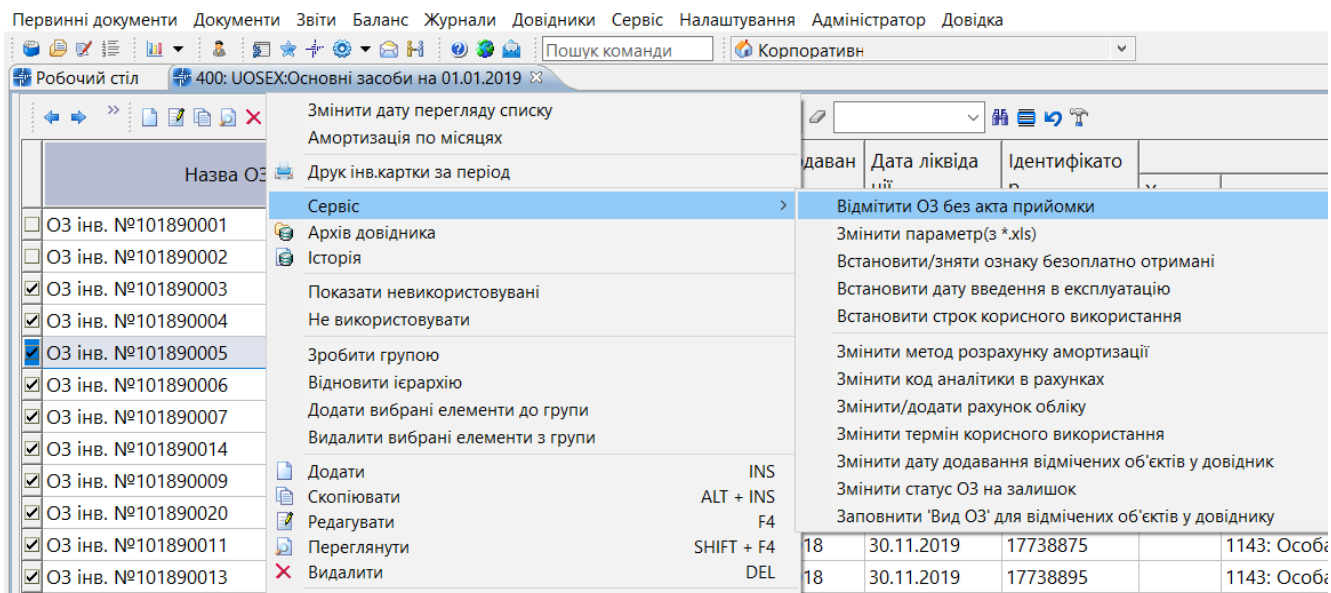 Первинні документи Документи Звіти Баланс Журнали Довідники Сервіс Налаштування Адміністратор Довідка
Пошук команди
Корпоративн
Робочий стіл
400: UOSEX:Основні засоби на 01.01.2019
Назва ОЗ
даван
Дата ліквіда
ції
Ідентифікато
р
ОЗ інв. №101890001
ОЗ інв. №101890002
ОЗ інв. №101890003
ОЗ інв. №101890004
ОЗ інв. №101890005
ОЗ інв. №101890006
ОЗ інв. №101890007
ОЗ інв. №101890014
ОЗ інв. №101890009
ОЗ інв. №101890020
ОЗ інв. №101890011
ОЗ інв. №101890013
Змінити дату перегляду списку
Амортизація по місяцях
Друк інв.картки за період
Сервіс
Архів довідника
Історія
Показати невикористовувані
Не використовувати
Зробити групою
Відновити ієрархію
Додати вибрані елементи до групи
Видалити вибрані елементи з групи
Додати INS
Скопіювати ALT + INS
Редагувати F4
Переглянути SHIFT + F4
Видалити DEL
Відмітити ОЗ без акта прийомки
Змінити параметр(з *.xls)
Встановити/зняти ознаку безоплатно отримані
Встановити дату введення в експлуатацію
Встановити строк корисного використання
Змінити метод розрахунку амортизації
Змінити код аналітики в рахунках
Змінити/додати рахунок обліку
Змінити термін корисного використання
Змінити дату додавання відмічених об'єктів у довідник
Змінити статус ОЗ на залишок
Заповнити 'Вид ОЗ' для відмічених об'єктів у довіднику
18 30.11.2019 17738875 1143: Особа
18 30.11.2019 17738895 1143: Особа